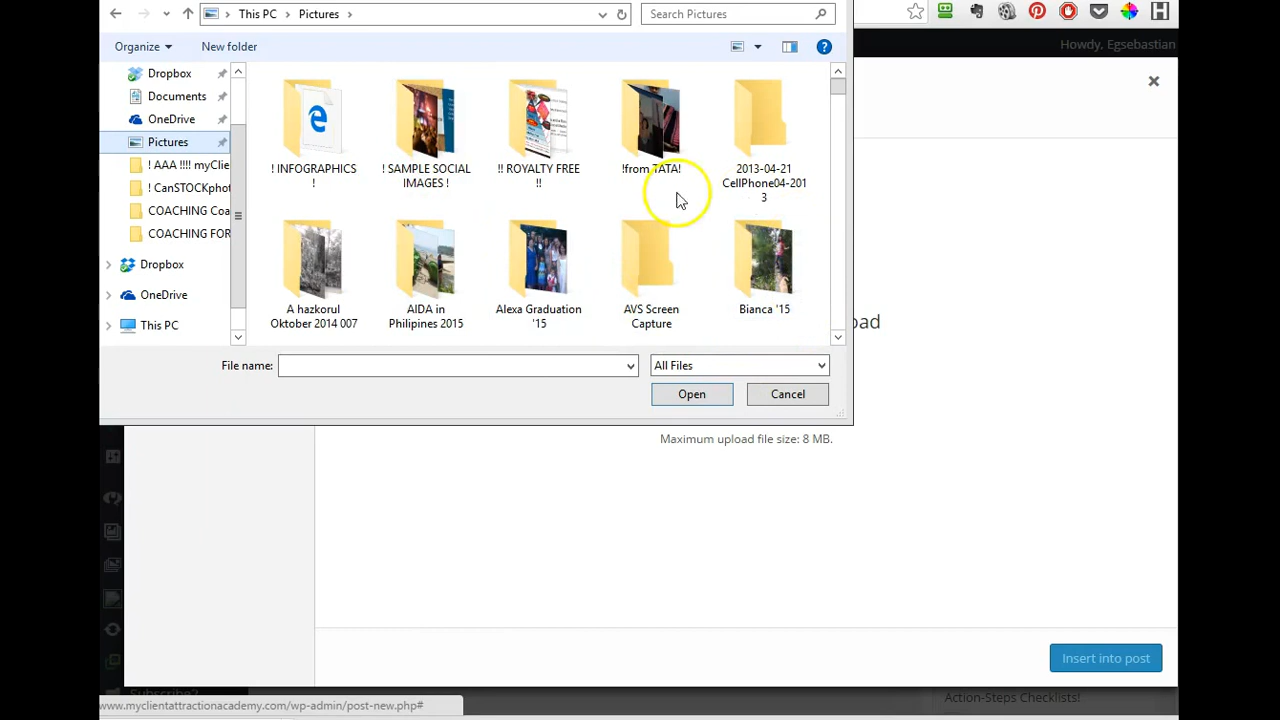 This PC > Pictures >
Search Pictures
Organize
New folder
Howdy, Egsebastian
Dropbox
Documents
OneDrive
Pictures
! AAA !!!! myClie
! CanSTOCKphot
COACHING Coa
COACHING FOR
Dropbox
OneDrive
This PC
! INFOGRAPHICS
!
! SAMPLE SOCIAL
IMAGES !
!! ROYALTY FREE
!!
!from TATA!
2013-04-21
CellPhone04-201
3
A hazkorul
Oktober 2014 007
AIDA in
Philipines 2015
Alexa Graduation
'15
AVS Screen
Capture
Bianca '15
oad
File name:
All Files
Open
Cancel
Maximum upload file size: 8 MB.
Insert into post
Subscribe2
Action-Steps Checklists!
www.myclientattractionacademy.com/wp-admin/post-new.php#